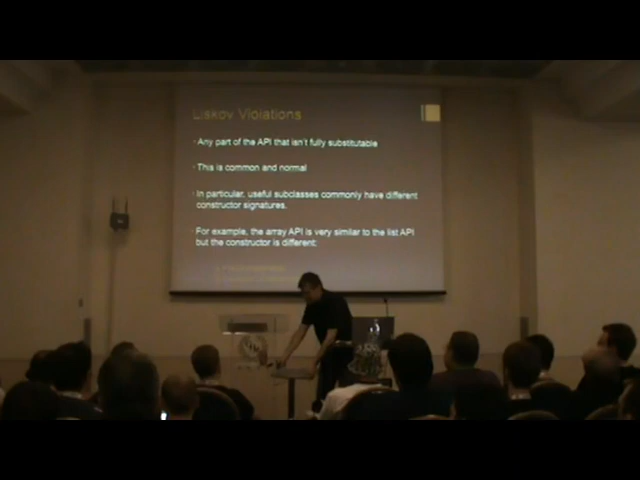 Liskov Violations
Any part of the API that isn't fully substitutable
This is common and normal
In particular, useful subclasses commonly have different
constructor signatures.
For example, the array API is very similar to the list API
but the constructor is different: